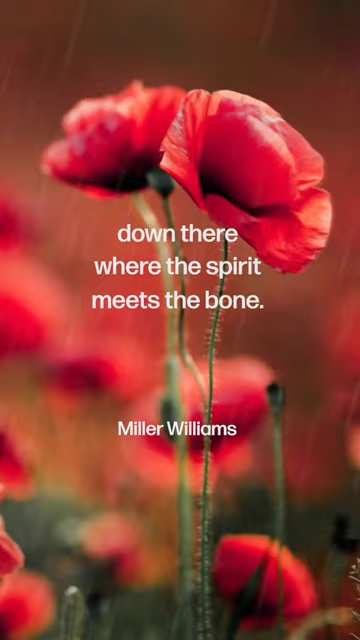 down there
where the spirit
meets the bone.
Miller Williams